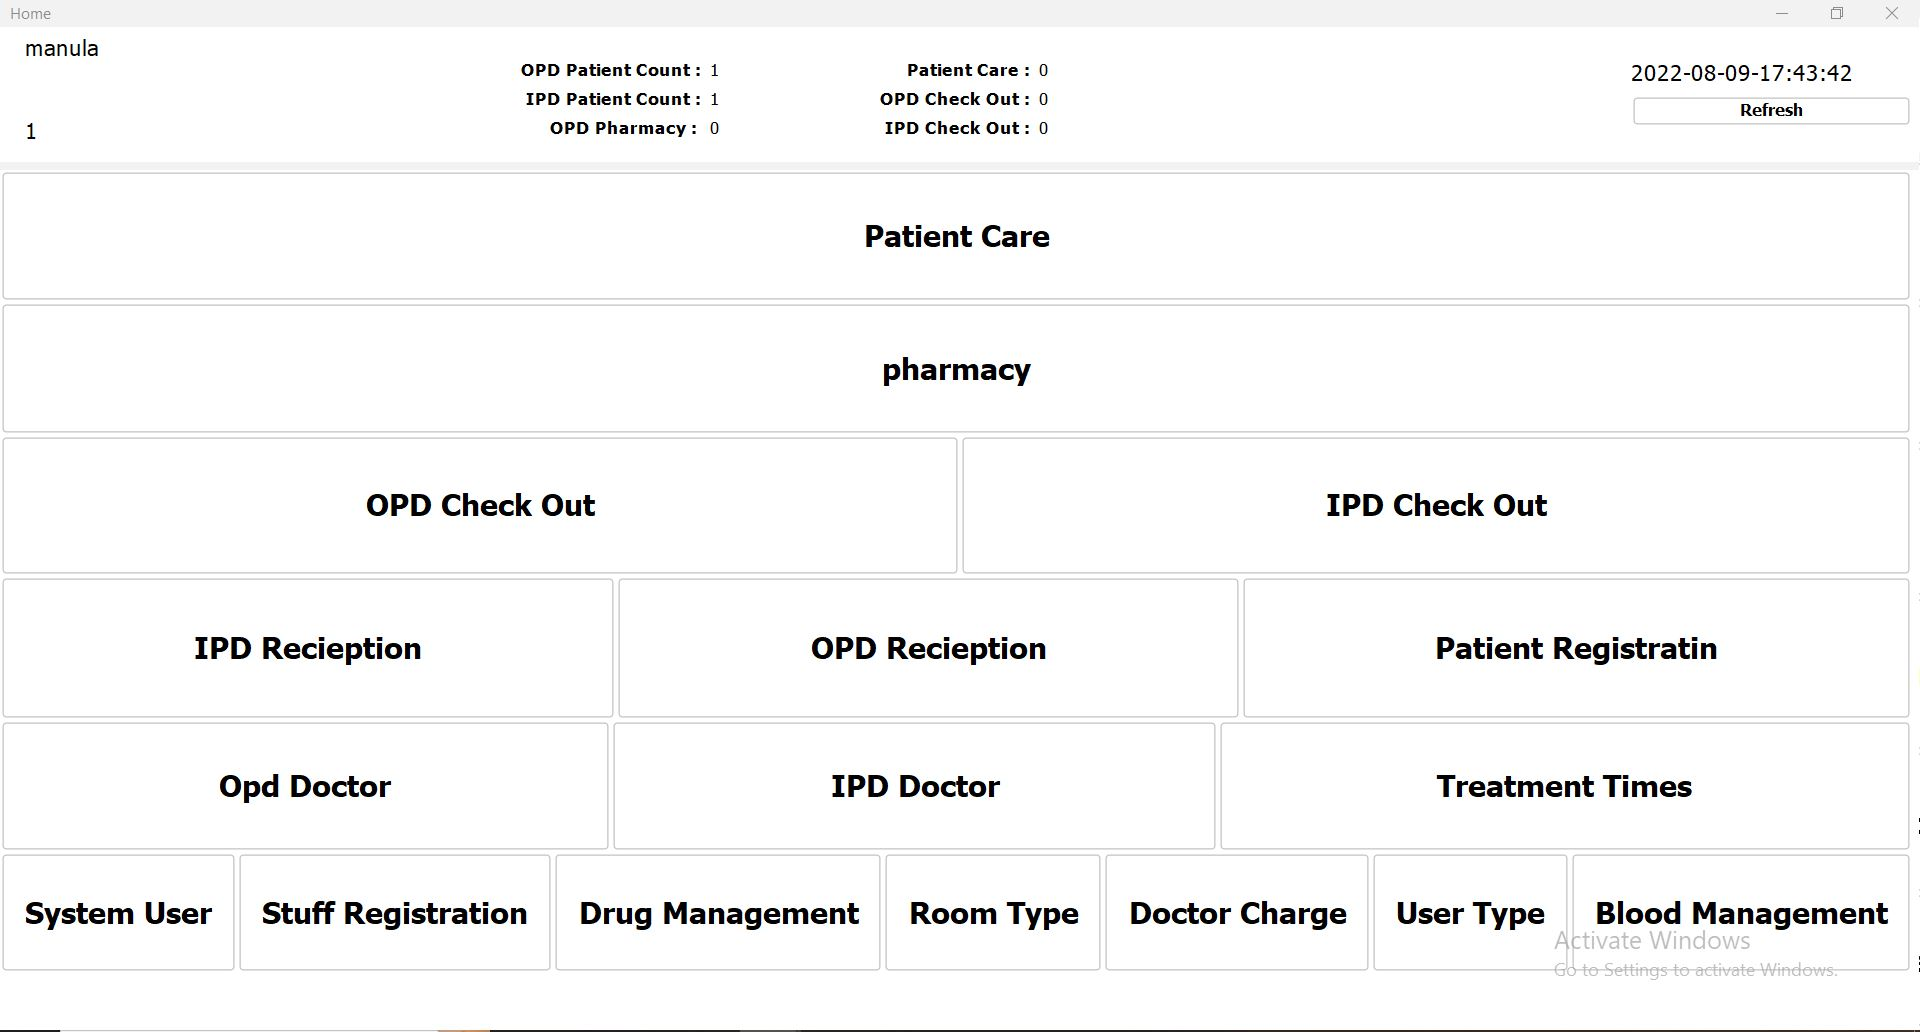 Home
manula
OPD Patient Count : 1
Patient Care : 0
2022-08-09-17:43:42
IPD Patient Count : 1
OPD Check Out : 0
Refresh
1
OPD Pharmacy : 0
IPD Check Out : 0
Patient Care
pharmacy
OPD Check Out
IPD Check Out
IPD Recieption
OPD Recieption
Patient Registratin
Opd Doctor
IPD Doctor
Treatment Times
System User
Stuff Registration
Drug Management
Room Type
Doctor Charge
User Type
Blood Management
Activate Windows
Go to Settings to activate Windows.